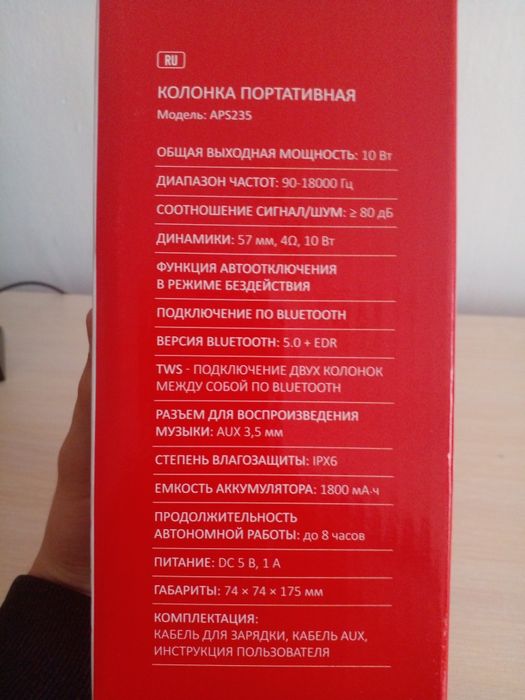 RU
КОЛОНКА ПОРТАТИВНАЯ
Модель: APS235
ОБЩАЯ ВЫХОДНАЯ МОЩНОСТЬ: 10 Вт
ДИАПАЗОН ЧАСТОТ: 90-18000 Гц
СООТНОШЕНИЕ СИГНАЛ/ШУМ: ≥ 80 дБ
ДИНАМИКИ: 57 мм, 4Ω, 10 Вт
ФУНКЦИЯ АВТООТКЛЮЧЕНИЯ
В РЕЖИМЕ БЕЗДЕЙСТВИЯ
ПОДКЛЮЧЕНИЕ ПО BLUETOOTH
ВЕРСИЯ BLUETOOTH: 5.0 + EDR
TWS - ПОДКЛЮЧЕНИЕ ДВУХ КОЛОНОК
МЕЖДУ СОБОЙ ПО BLUETOOTH
РАЗЪЕМ ДЛЯ ВОСПРОИЗВЕДЕНИЯ
МУЗЫКИ: AUX 3,5 мм
СТЕПЕНЬ ВЛАГОЗАЩИТЫ: IPX6
ЕМКОСТЬ АККУМУЛЯТОРА: 1800 мА·ч
ПРОДОЛЖИТЕЛЬНОСТЬ
АВТОНОМНОЙ РАБОТЫ: до 8 часов
ПИТАНИЕ: DC 5 В, 1 А
ГАБАРИТЫ: 74 × 74 × 175 мм
КОМПЛЕКТАЦИЯ:
КАБЕЛЬ ДЛЯ ЗАРЯДКИ, КАБЕЛЬ AUX,
ИНСТРУКЦИЯ ПОЛЬЗОВАТЕЛЯ